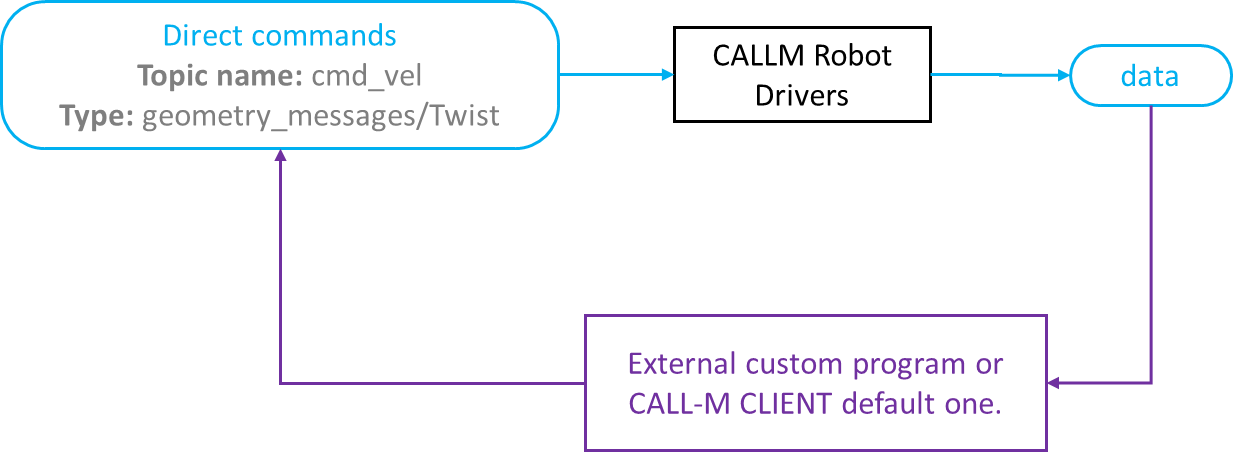 Direct commands
Topic name: cmd_vel
Type: geometry_messages/Twist
CALLM Robot
Drivers
data
External custom program or
CALL-M CLIENT default one.